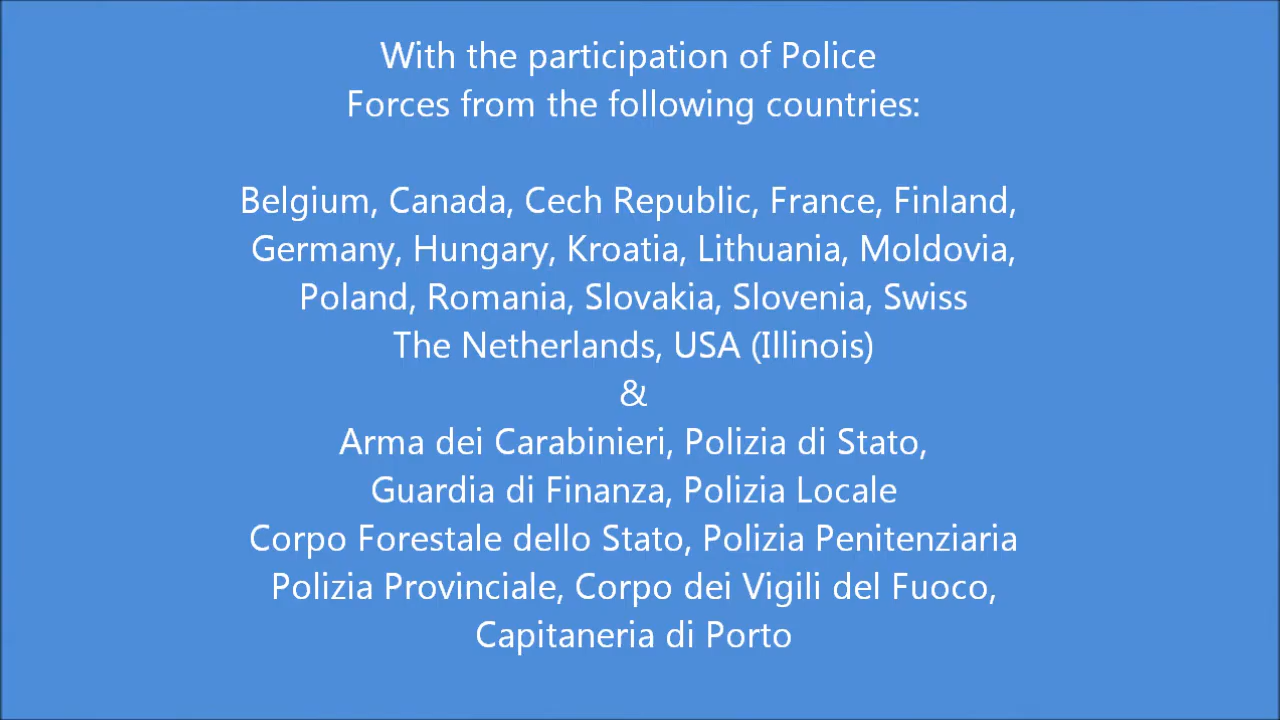 With the participation of Police
Forces from the following countries:
Belgium, Canada, Cech Republic, France, Finland,
Germany, Hungary, Kroatia, Lithuania, Moldovia,
Poland, Romania, Slovakia, Slovenia, Swiss
The Netherlands, USA (Illinois)
&
Arma dei Carabinieri, Polizia di Stato,
Guardia di Finanza, Polizia Locale
Corpo Forestale dello Stato, Polizia Penitenziaria
Polizia Provinciale, Corpo dei Vigili del Fuoco,
Capitaneria di Porto